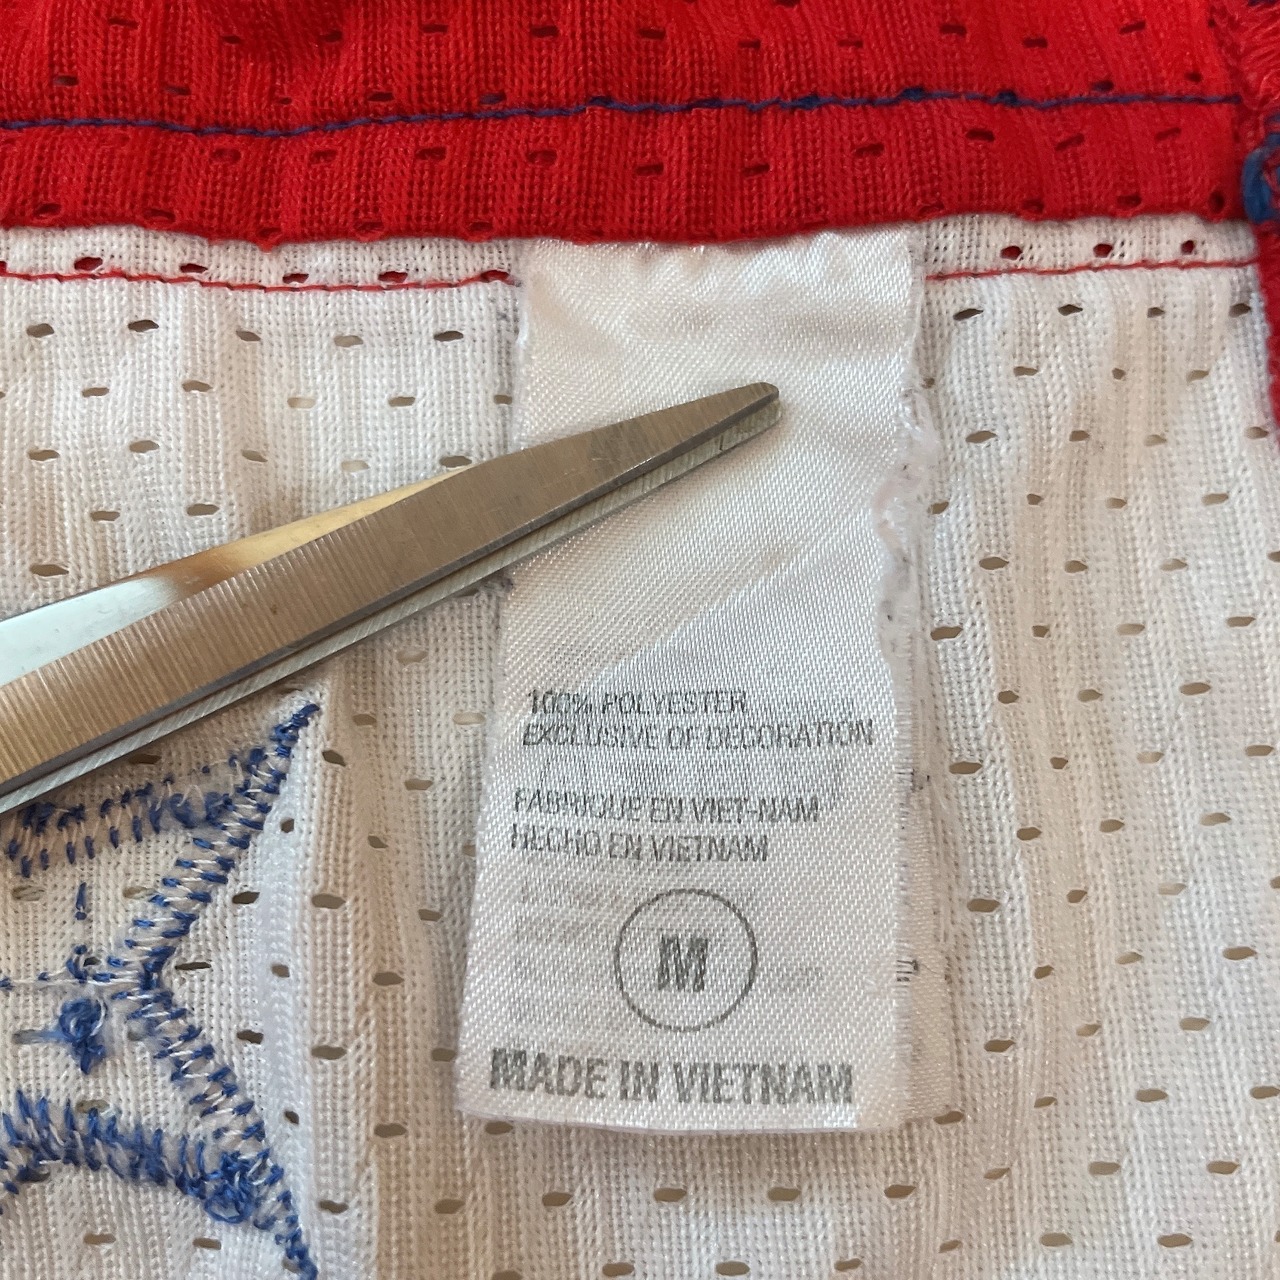 100% POLYESTER
EXCLUSIVE OF DECORATION
FABRIQUE EN VIET-NAM
HECHO EN VIETNAM
M
MADE IN VIETNAM